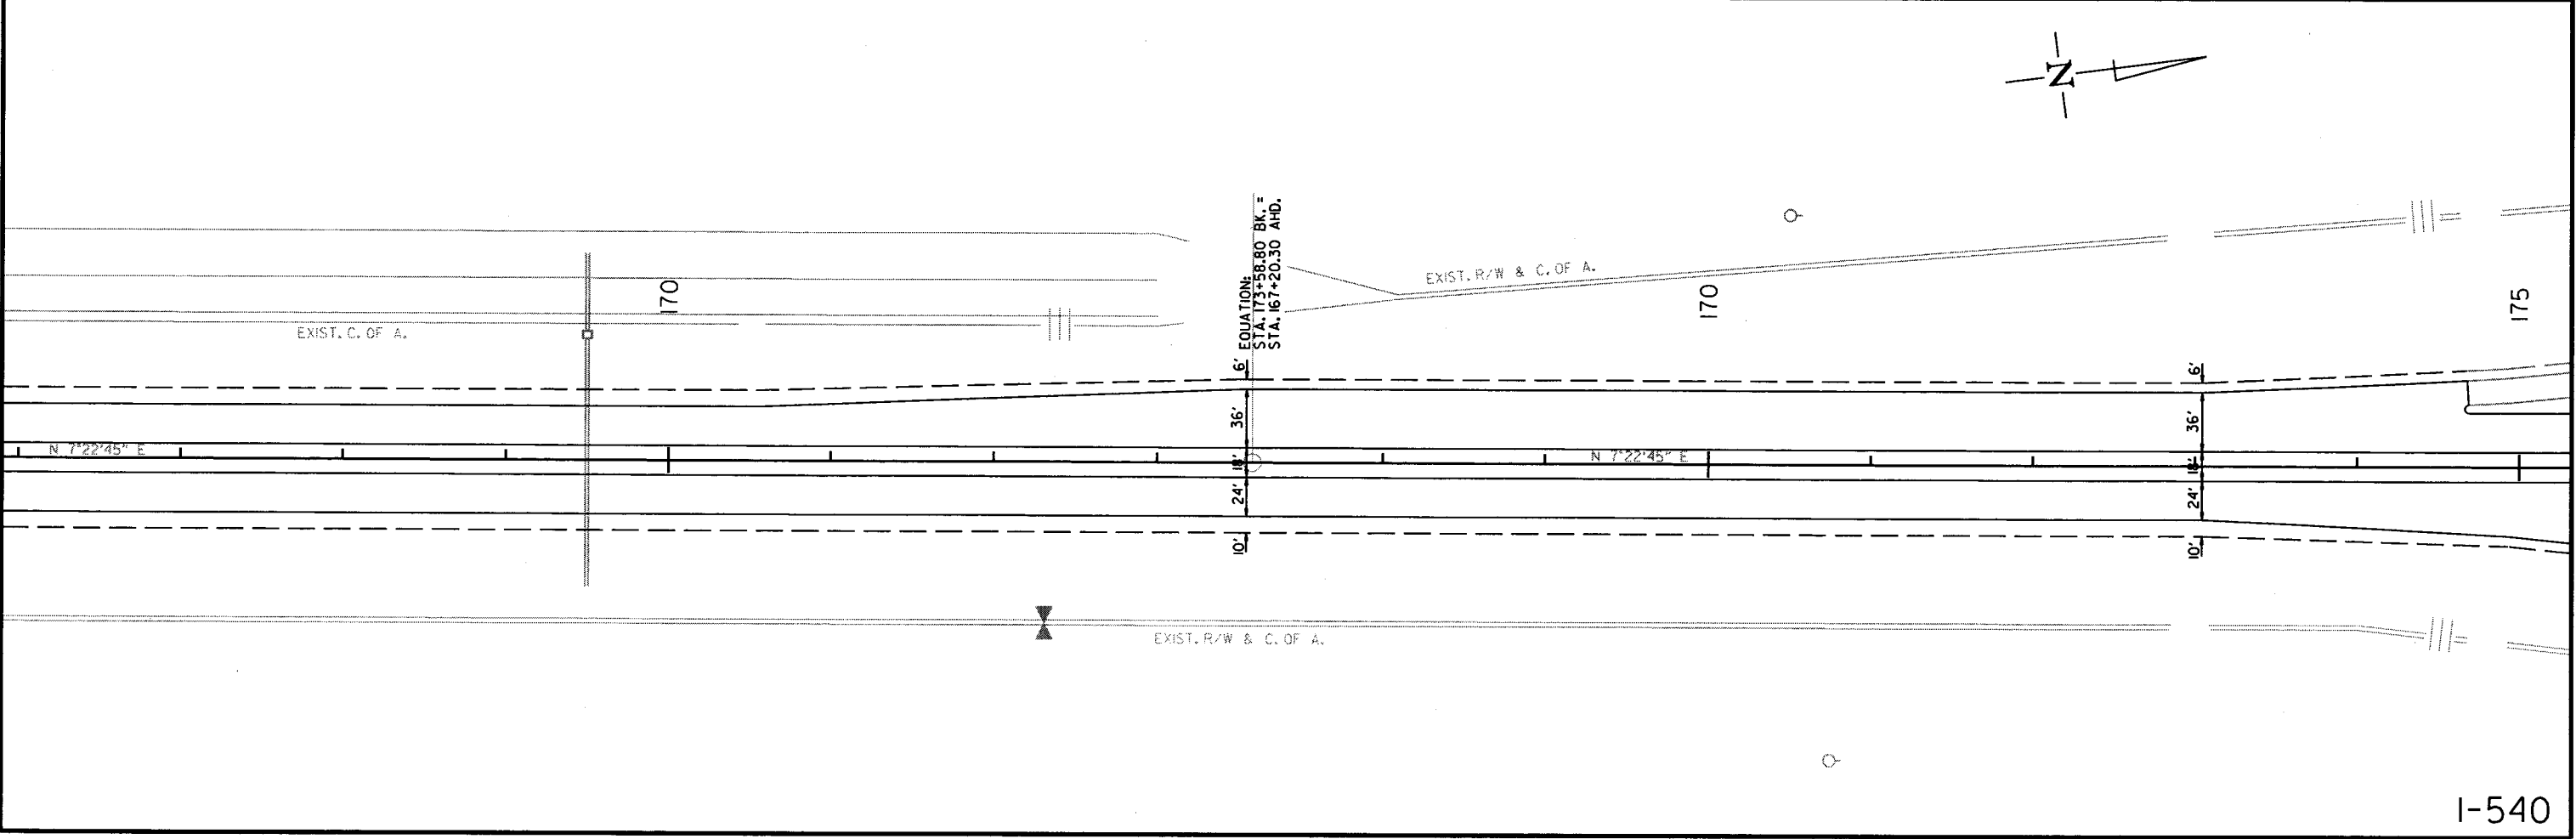 N
EQUATION:
STA. 173+58.80 BK. =
STA. 167+20.30 AHD.
EXIST. R/W & C. OF A.
170
170
175
EXIST. C. OF A.
6'
6'
36'
36'
N 7°22'45" E
N 7°22'45" E
18'
18'
24'
24'
10'
10'
EXIST. R/W & C. OF A.
I-540